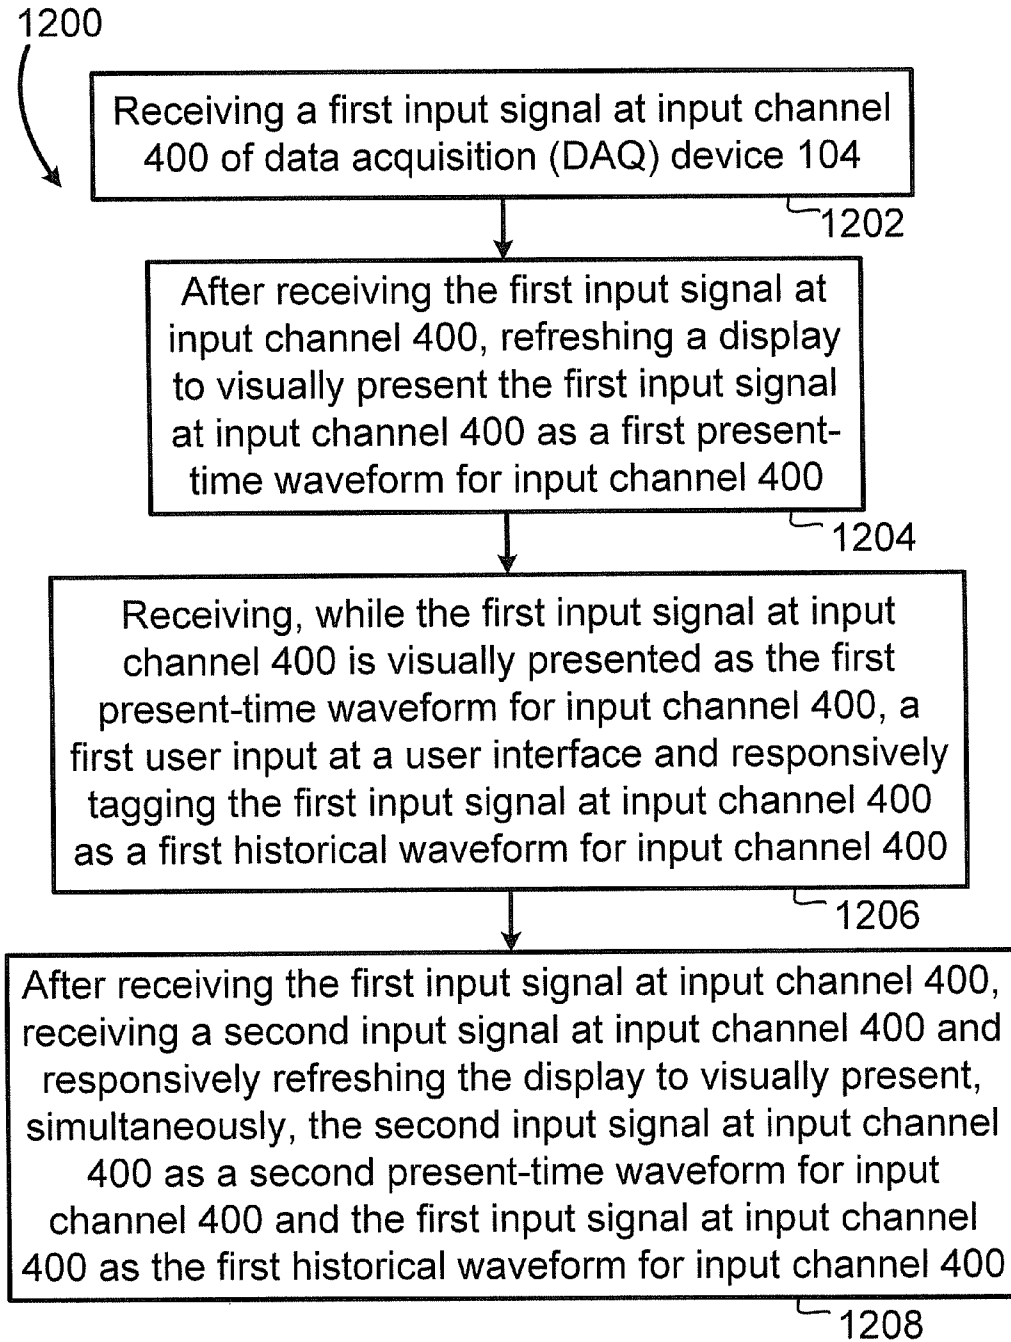 1200
Receiving a first input signal at input channel
400 of data acquisition (DAQ) device 104
1202
After receiving the first input signal at
input channel 400, refreshing a display
to visually present the first input signal
at input channel 400 as a first present-
time waveform for input channel 400
1204
Receiving, while the first input signal at input
channel 400 is visually presented as the first
present-time waveform for input channel 400, a
first user input at a user interface and responsively
tagging the first input signal at input channel 400
as a first historical waveform for input channel 400
1206
After receiving the first input signal at input channel 400,
receiving a second input signal at input channel 400 and
responsively refreshing the display to visually present,
simultaneously, the second input signal at input channel
400 as a second present-time waveform for input
channel 400 and the first input signal at input channel
400 as the first historical waveform for input channel 400
1208